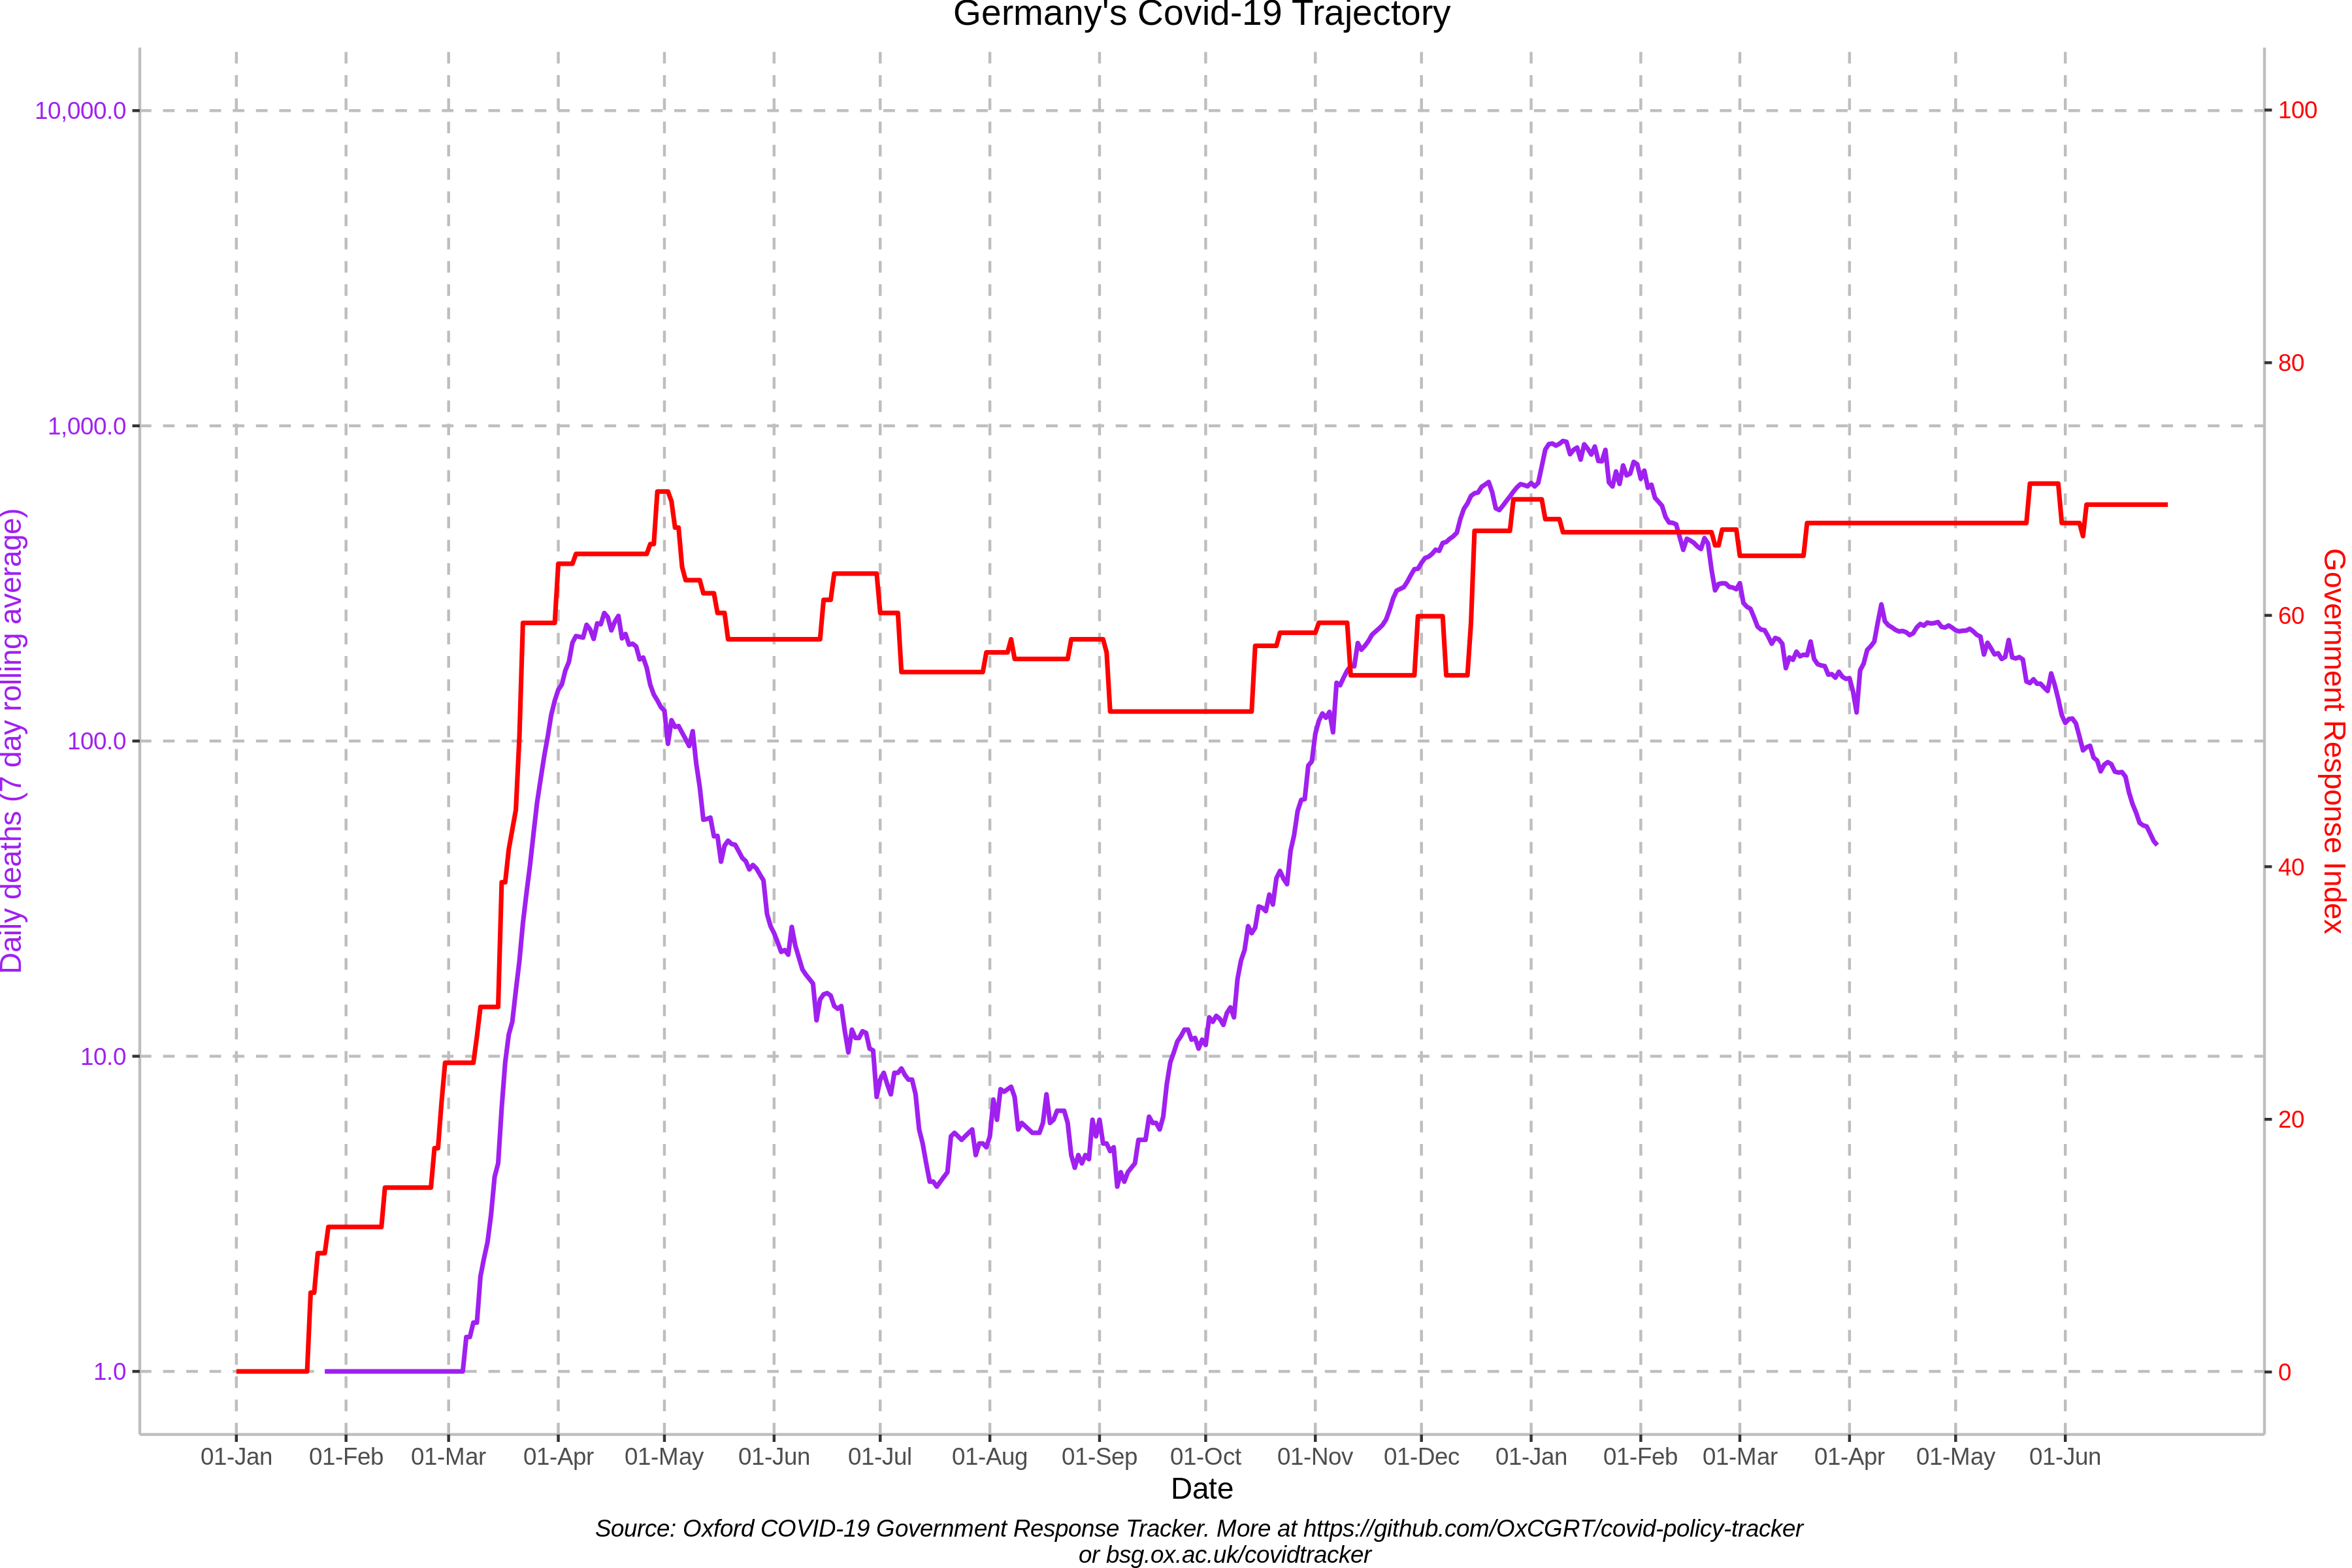 Germany's Covid-19 Trajectory
10,000.0
1,000.0
100.0
10.0
1.0
Daily deaths (7 day rolling average)
100
80
60
40
20
0
Government Response Index
01-Jan 01-Feb 01-Mar 01-Apr 01-May 01-Jun 01-Jul 01-Aug 01-Sep 01-Oct 01-Nov 01-Dec 01-Jan 01-Feb 01-Mar 01-Apr 01-May 01-Jun
Date
Source: Oxford COVID-19 Government Response Tracker. More at https://github.com/OxCGRT/covid-policy-tracker
or bsg.ox.ac.uk/covidtracker